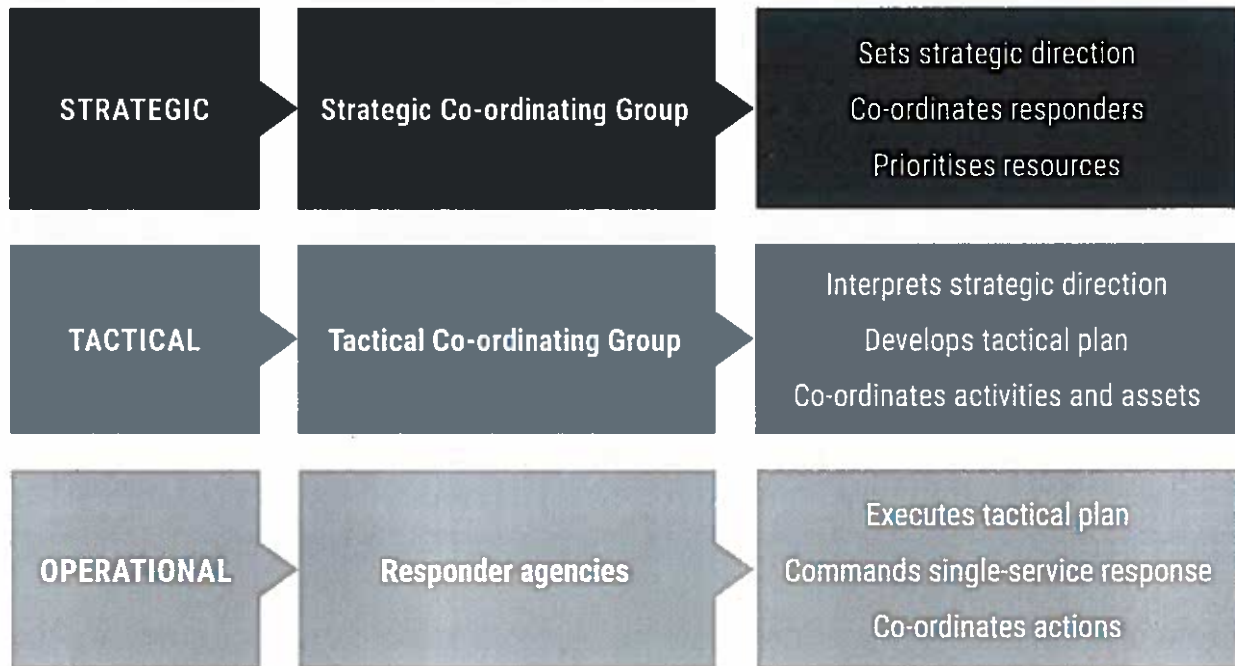 STRATEGIC
Strategic Co-ordinating Group
Sets strategic direction
Co-ordinates responders
Prioritises resources
TACTICAL
Tactical Co-ordinating Group
Interprets strategic direction
Develops tactical plan
Co-ordinates activities and assets
OPERATIONAL
Responder agencies
Executes tactical plan
Commands single-service response
Co-ordinates actions